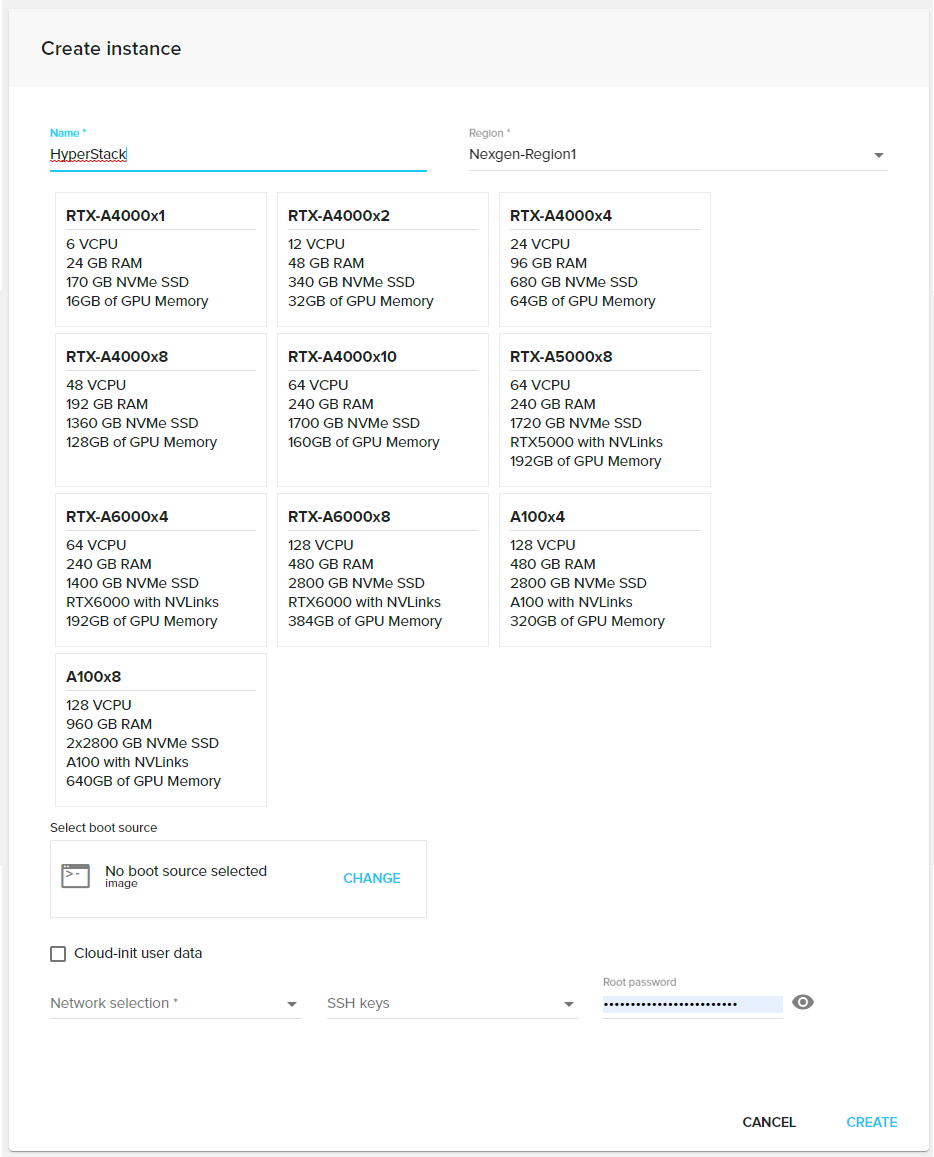 Create instance
Name *
Region *
HyperStack
Nexgen-Region1
RTX-A4000x1
6 VCPU
24 GB RAM
170 GB NVMe SSD
16GB of GPU Memory
RTX-A4000x2
12 VCPU
48 GB RAM
340 GB NVMe SSD
32GB of GPU Memory
RTX-A4000x4
24 VCPU
96 GB RAM
680 GB NVMe SSD
64GB of GPU Memory
RTX-A4000x8
48 VCPU
192 GB RAM
1360 GB NVMe SSD
128GB of GPU Memory
RTX-A4000x10
64 VCPU
240 GB RAM
1700 GB NVMe SSD
160GB of GPU Memory
RTX-A5000x8
64 VCPU
240 GB RAM
1720 GB NVMe SSD
RTX5000 with NVLinks
192GB of GPU Memory
RTX-A6000x4
64 VCPU
240 GB RAM
1400 GB NVMe SSD
RTX6000 with NVLinks
192GB of GPU Memory
RTX-A6000x8
128 VCPU
480 GB RAM
2800 GB NVMe SSD
RTX6000 with NVLinks
384GB of GPU Memory
A100x4
128 VCPU
480 GB RAM
2800 GB NVMe SSD
A100 with NVLinks
320GB of GPU Memory
A100x8
128 VCPU
960 GB RAM
2x2800 GB NVMe SSD
A100 with NVLinks
640GB of GPU Memory
Select boot source
No boot source selected
image
CHANGE
Cloud-init user data
Network selection *
SSH keys
Root password
CANCEL
CREATE